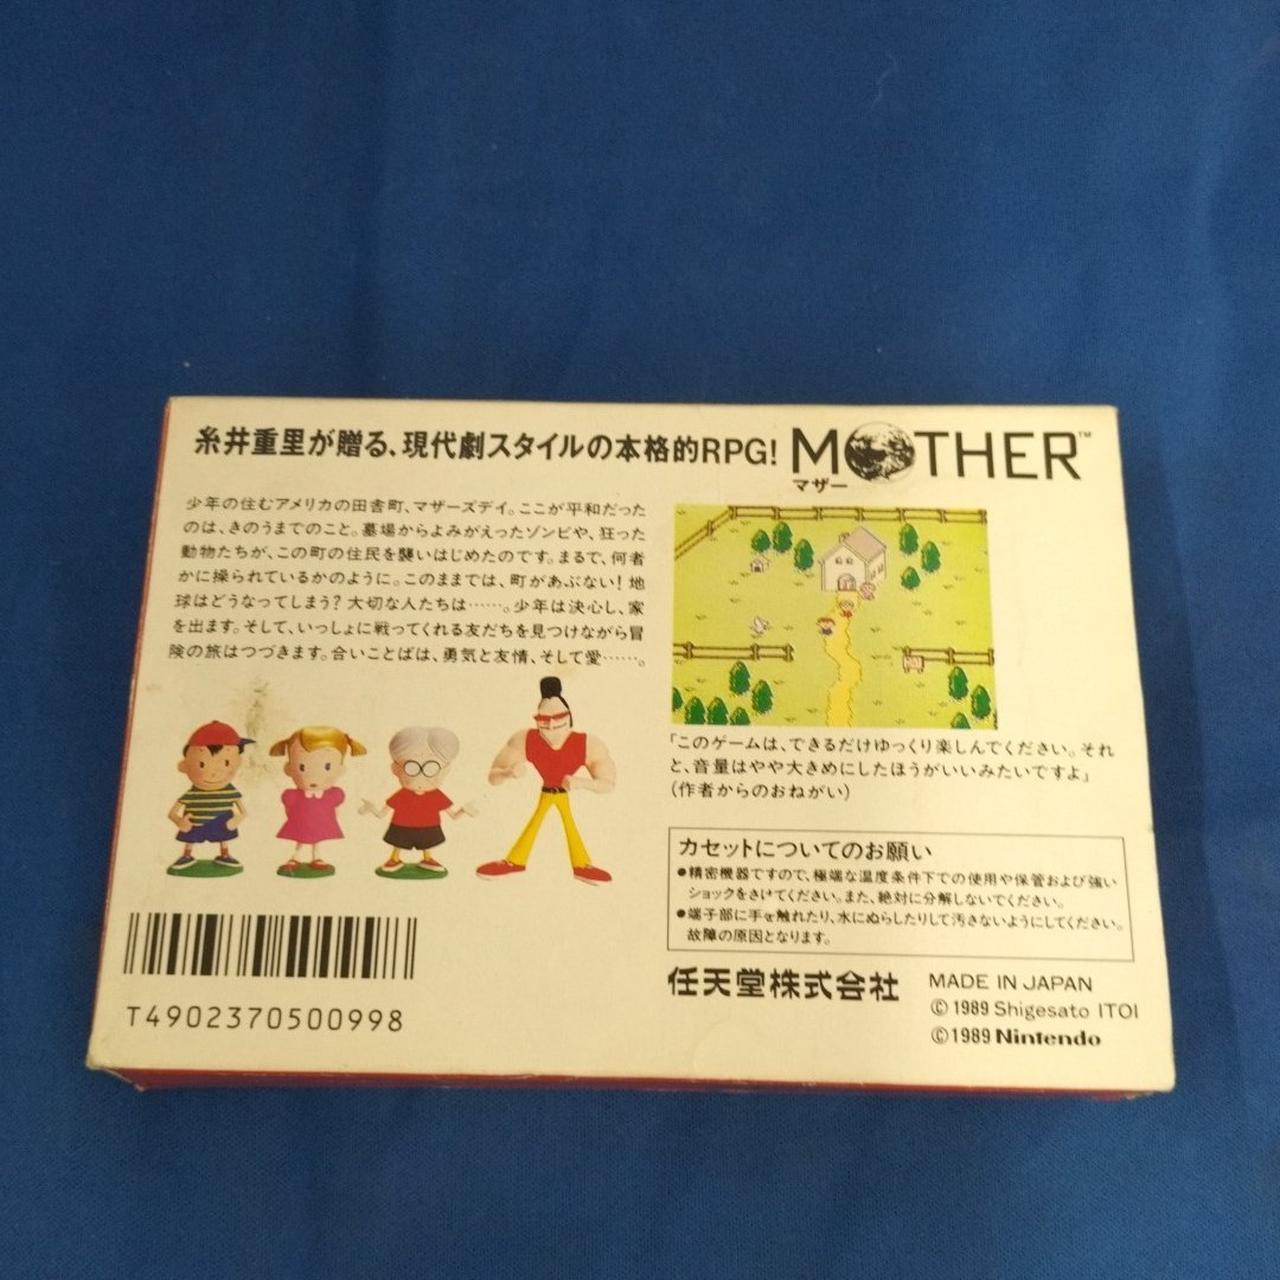 糸井重里が贈る、現代劇スタイルの本格的RPG!
MOTHER™
マザー
少年の住むアメリカの田舎町、マザーズデイ。ここが平和だった
のは、きのうまでのこと。墓場からよみがえったゾンビや、狂った
動物たちが、この町の住民を襲いはじめたのです。まるで、何者
かに操られているかのように。このままでは、町があぶない!地
球はどうなってしまう?大切な人たちは……。少年は決心し、家
を出ます。そして、いっしょに戦ってくれる友だちを見つけながら冒
険の旅はつづきます。合いことばは、勇気と友情、そして愛……。
「このゲームは、できるだけゆっくり楽しんでください。それ
と、音量はやや大きめにしたほうがいいみたいですよ」
(作者からのおねがい)
カセットについてのお願い
●精密機器ですので、極端な温度条件下での使用や保管および強い
ショックをさけてください。また、絶対に分解しないでください。
●端子部に手を触れたり、水にぬらしたりして汚さないようにしてください。
故障の原因となります。
T4902370500998
任天堂株式会社
MADE IN JAPAN
©1989 Shigesato ITOI
©1989 Nintendo